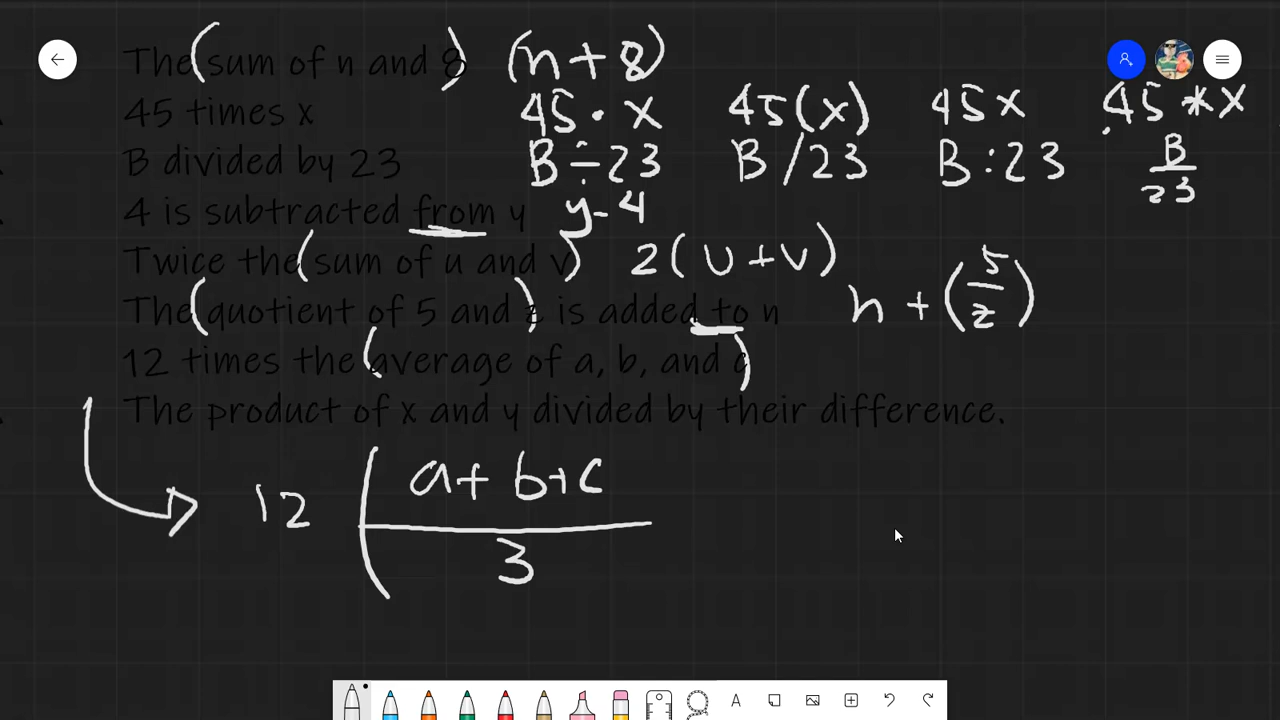 The (sum of n and 8) (n + 8)
45 times x 45 · x 45(x) 45x 45 * x
B divided by 23 B ÷ 23 B / 23 B : 23 B/23
4 is subtracted from y y - 4
Twice the (sum of u and v) 2(u + v)
The (quotient of 5 and z) is added to n n + (5/z)
12 times the (average of a, b, and c)
The product of x and y divided by their difference.
12 (a + b + c
3
A